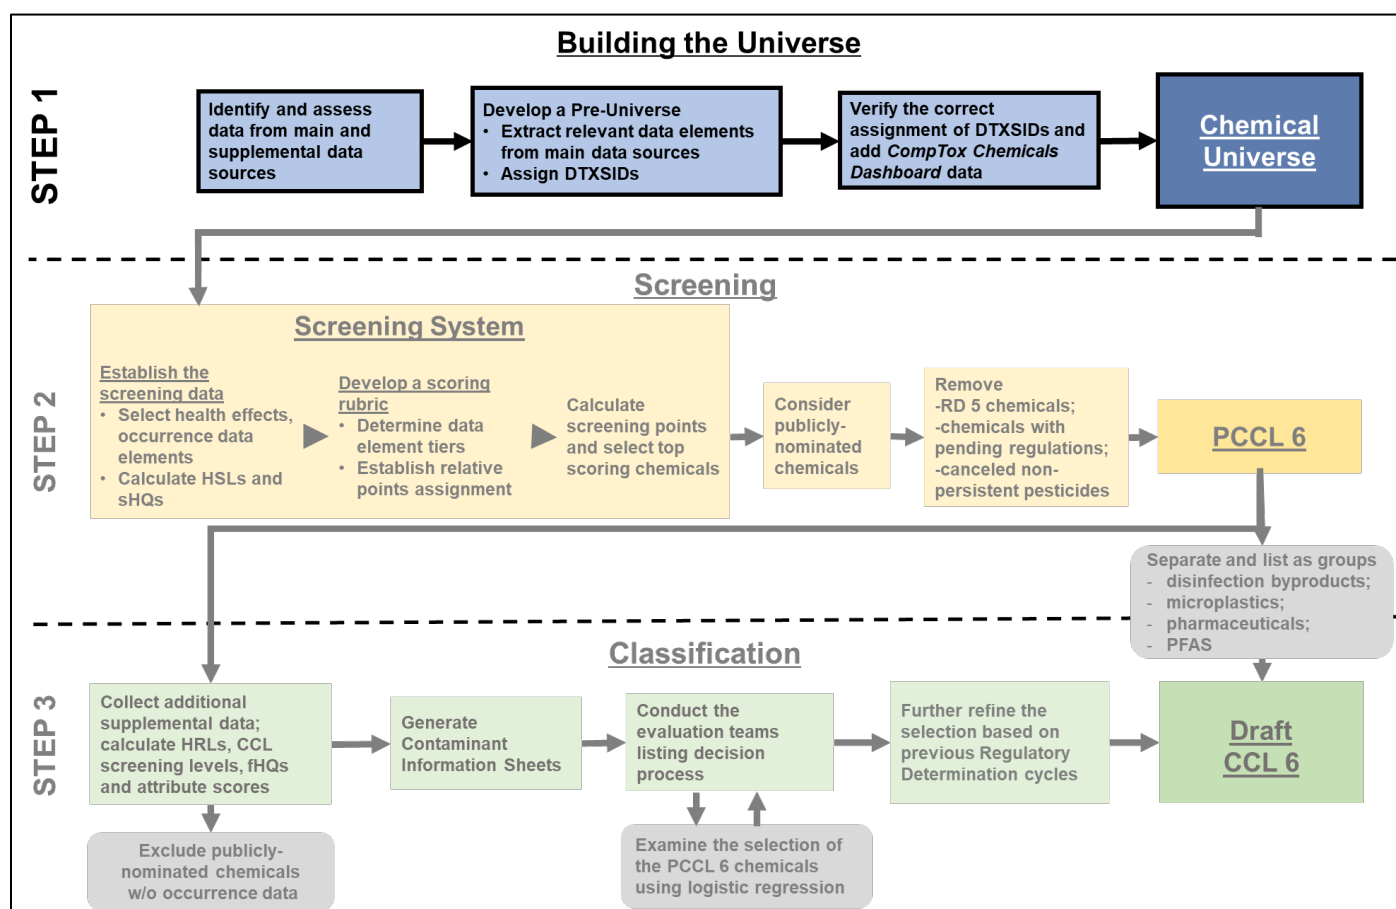 Building the Universe
STEP 1
Identify and assess
data from main and
supplemental data
sources
Develop a Pre-Universe
• Extract relevant data elements
from main data sources
• Assign DTXSIDs
Verify the correct
assignment of DTXSIDs and
add CompTox Chemicals
Dashboard data
Chemical
Universe
Screening
STEP 2
Screening System
Establish the
screening data
• Select health effects,
occurrence data
elements
• Calculate HSLs and
sHQs
Develop a scoring
rubric
• Determine data
element tiers
• Establish relative
points assignment
Calculate
screening points
and select top
scoring chemicals
Consider
publicly-
nominated
chemicals
Remove
-RD 5 chemicals;
-chemicals with
pending regulations;
-canceled non-
persistent pesticides
PCCL 6
Separate and list as groups
- disinfection byproducts;
- microplastics;
- pharmaceuticals;
- PFAS
Classification
STEP 3
Collect additional
supplemental data;
calculate HRLs, CCL
screening levels, fHQs
and attribute scores
Generate
Contaminant
Information Sheets
Conduct the
evaluation teams
listing decision
process
Further refine the
selection based on
previous Regulatory
Determination cycles
Draft
CCL 6
Exclude publicly-
nominated chemicals
w/o occurrence data
Examine the selection of
the PCCL 6 chemicals
using logistic regression